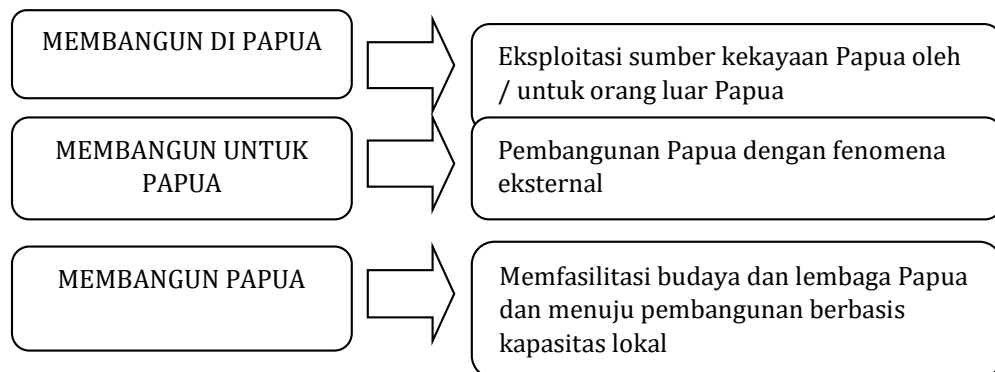 MEMBANGUN DI PAPUA
Eksploitasi sumber kekayaan Papua oleh
/ untuk orang luar Papua
MEMBANGUN UNTUK
PAPUA
Pembangunan Papua dengan fenomena
eksternal
MEMBANGUN PAPUA
Memfasilitasi budaya dan lembaga Papua
dan menuju pembangunan berbasis
kapasitas lokal